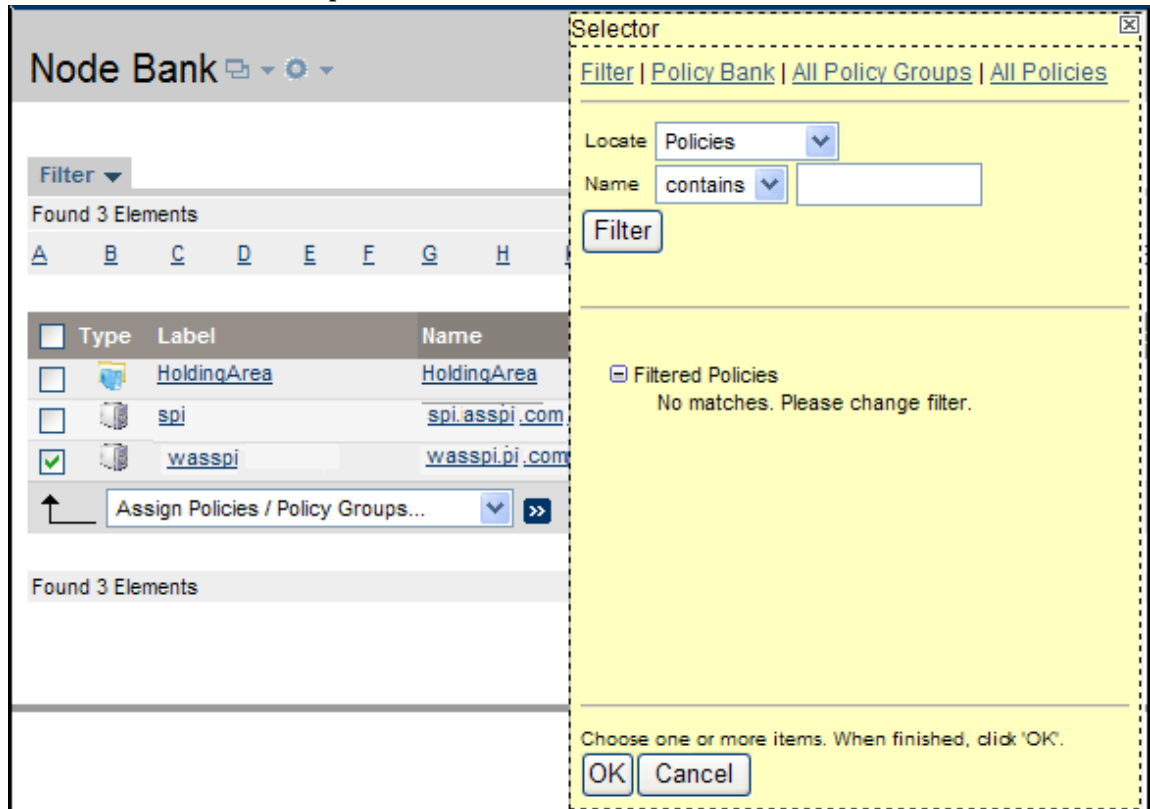 Node Bank
Filter
Found 3 Elements
A B C D E F G H
Type Label Name
HoldingArea HoldingArea
spi spi.asspi.com
wasspi wasspi.pi.com
Assign Policies / Policy Groups...
Found 3 Elements
Selector
Filter | Policy Bank | All Policy Groups | All Policies
Locate Policies
Name contains
Filter
Filtered Policies
No matches. Please change filter.
Choose one or more items. When finished, click 'OK'.
OK Cancel